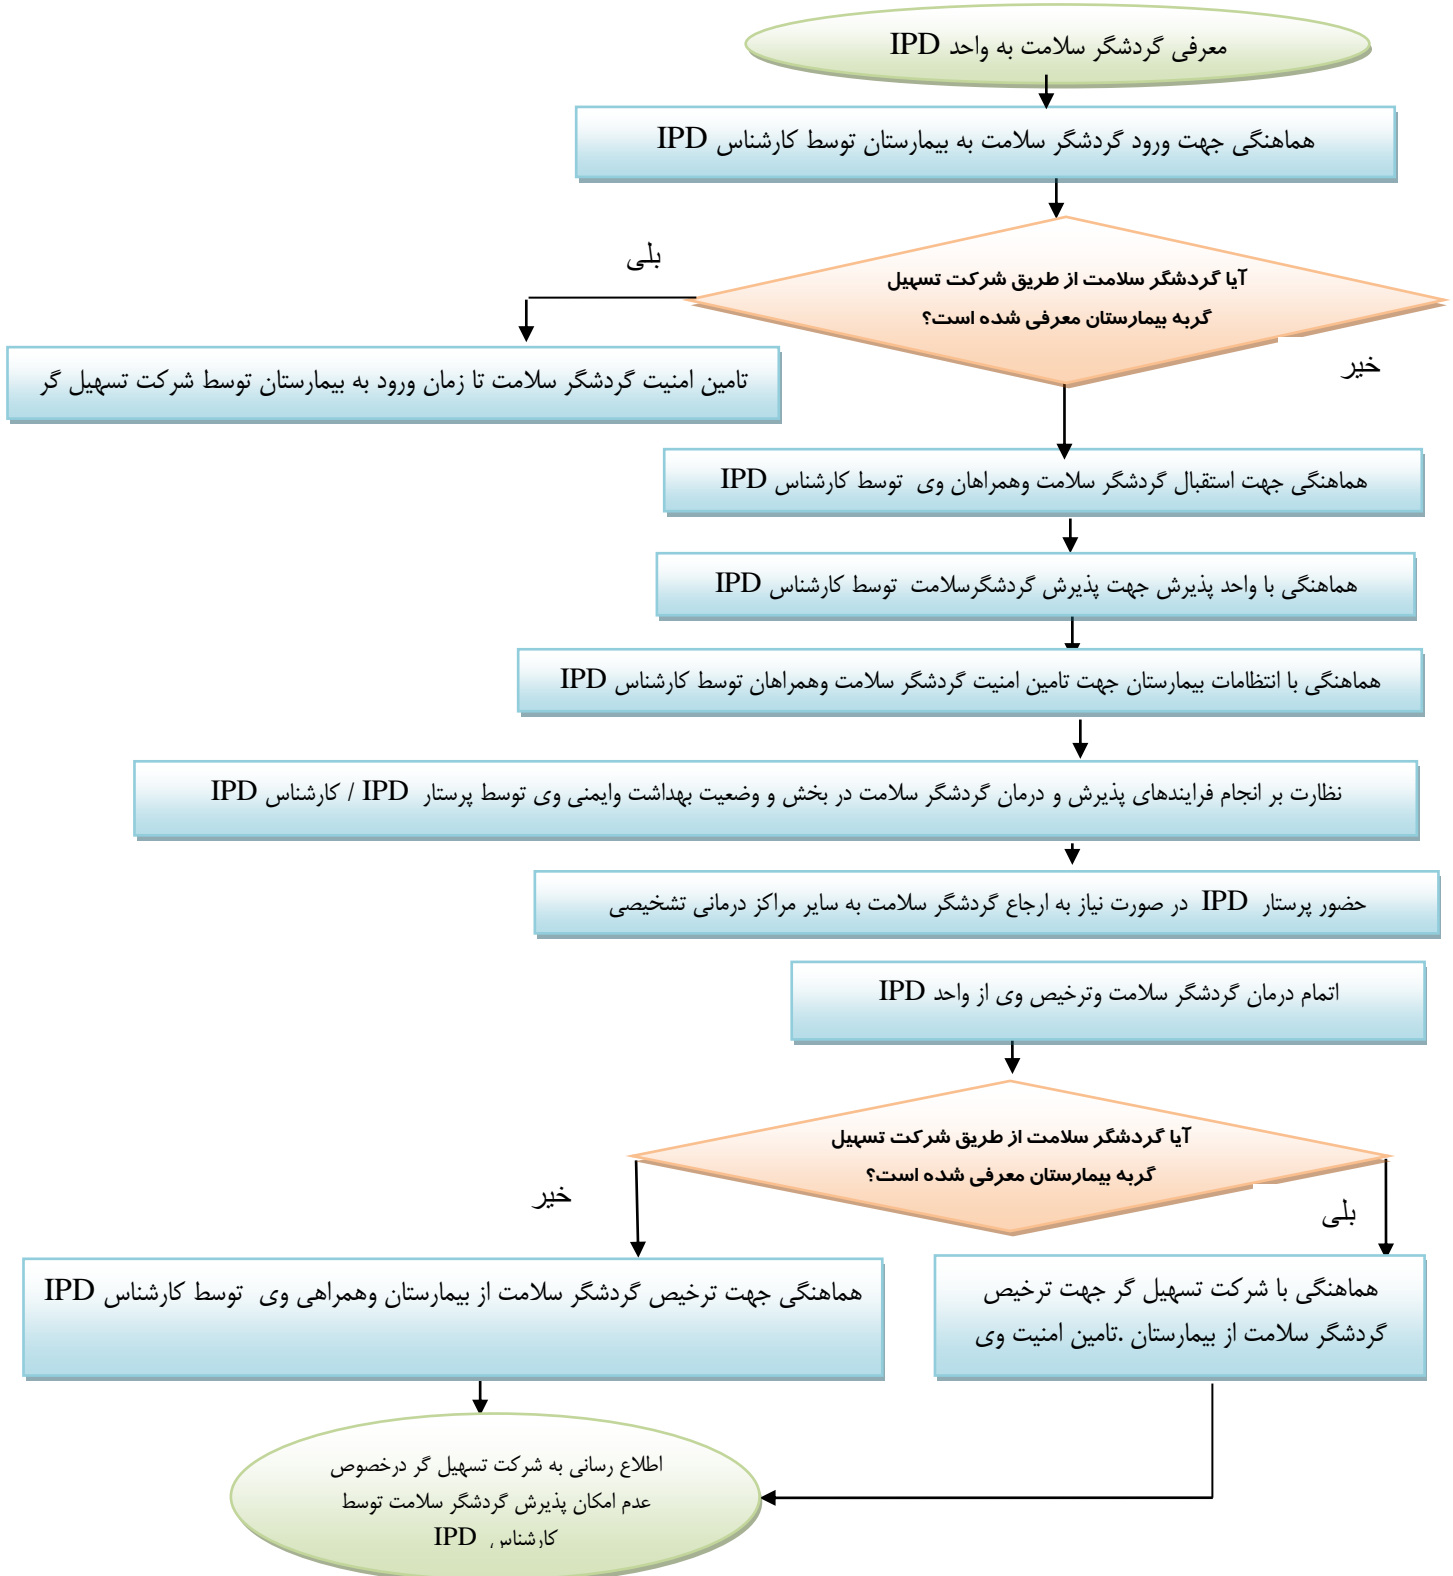 معرفی گردشگر سلامت به واحد IPD
هماهنگی جهت ورود گردشگر سلامت به بیمارستان توسط کارشناس IPD
بلی
آیا گردشگر سلامت از طریق شرکت تسهیل
گربه بیمارستان معرفی شده است؟
خیر
تامین امنیت گردشگر سلامت تا زمان ورود به بیمارستان توسط شرکت تسهیل گر
هماهنگی جهت استقبال گردشگر سلامت وهمراهان وی توسط کارشناس IPD
هماهنگی با واحد پذیرش جهت پذیرش گردشگرسلامت توسط کارشناس IPD
هماهنگی با انتظامات بیمارستان جهت تامین امنیت گردشگر سلامت وهمراهان توسط کارشناس IPD
نظارت بر انجام فرایندهای پذیرش و درمان گردشگر سلامت در بخش و وضعیت بهداشت وایمنی وی توسط پرستار IPD / کارشناس IPD
حضور پرستار IPD در صورت نیاز به ارجاع گردشگر سلامت به سایر مراکز درمانی تشخیصی
اتمام درمان گردشگر سلامت وترخیص وی از واحد IPD
آیا گردشگر سلامت از طریق شرکت تسهیل
گربه بیمارستان معرفی شده است؟
خیر
بلی
هماهنگی با شرکت تسهیل گر جهت ترخیص
گردشگر سلامت از بیمارستان .تامین امنیت وی
هماهنگی جهت ترخیص گردشگر سلامت از بیمارستان وهمراهی وی توسط کارشناس IPD
اطلاع رسانی به شرکت تسهیل گر درخصوص
عدم امکان پذیرش گردشگر سلامت توسط
کارشناس IPD